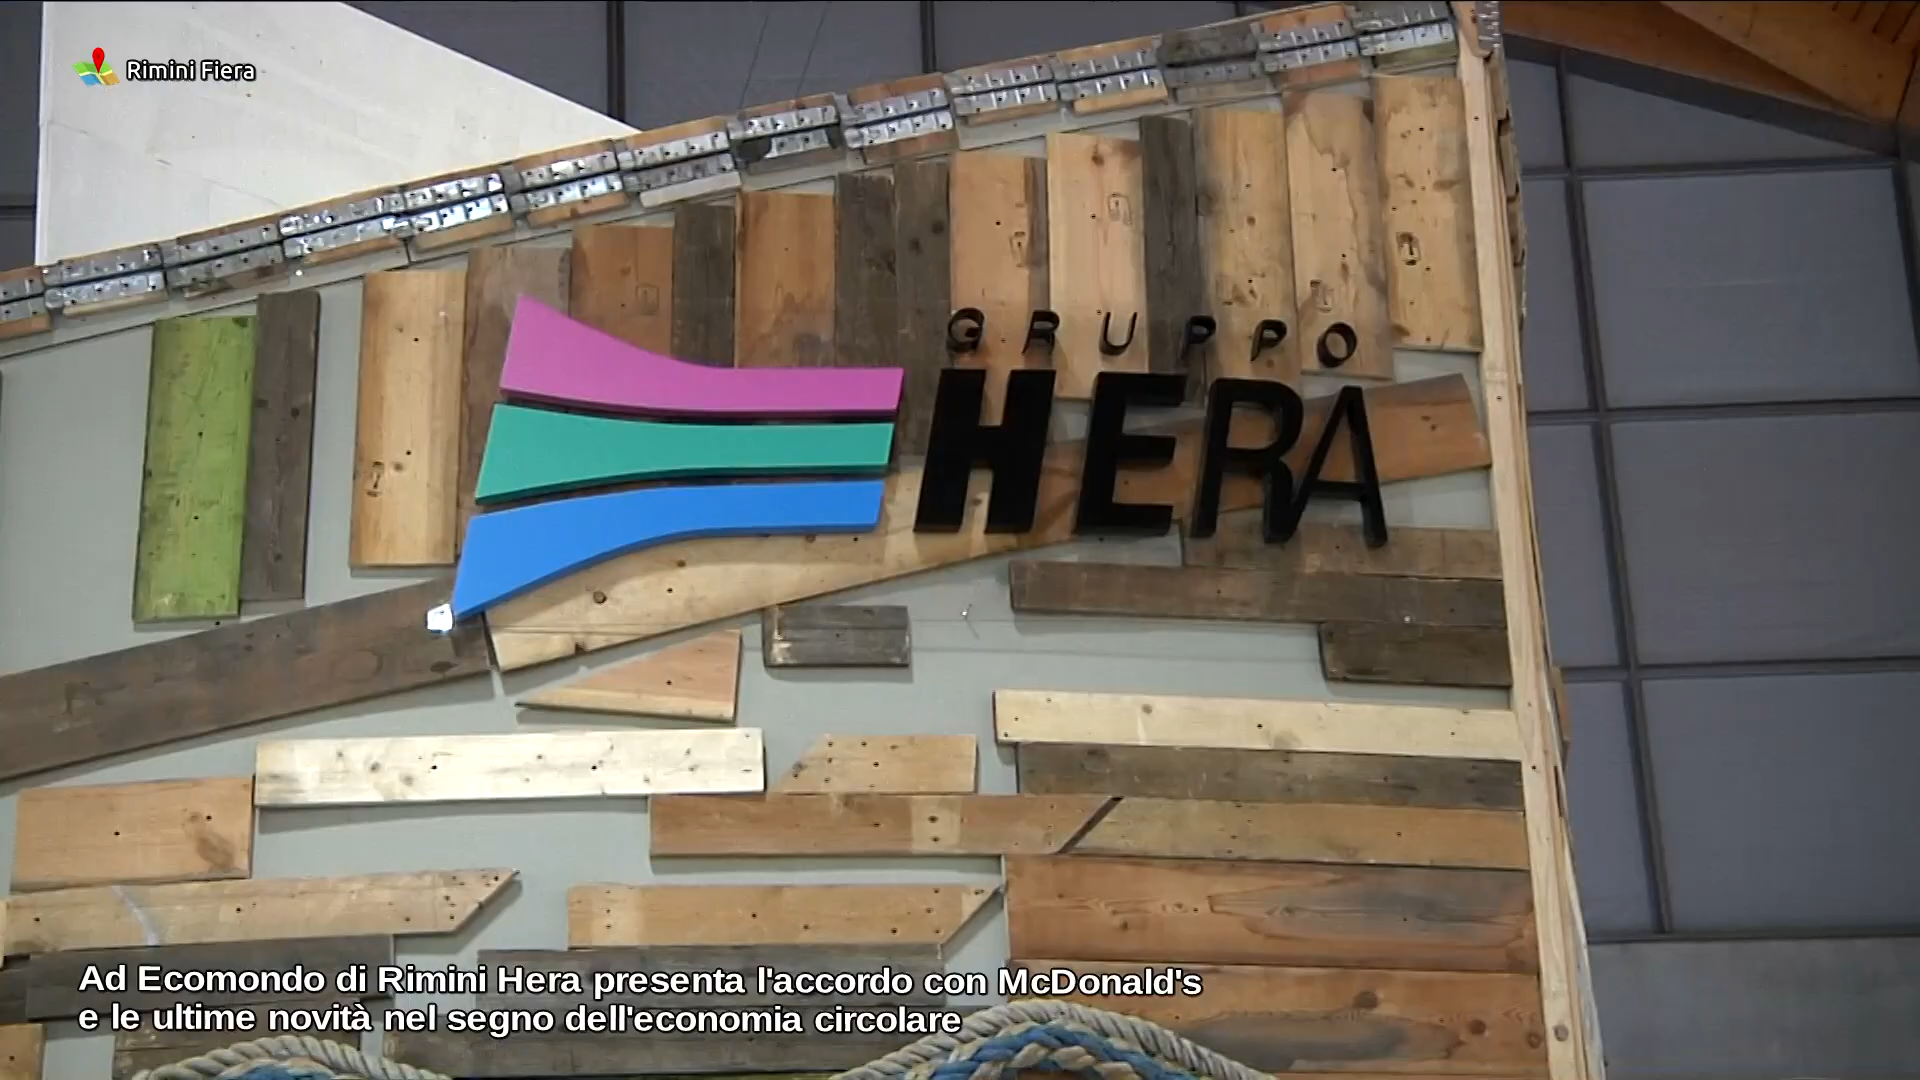 Rimini Fiera
GRUPPO
HERA
Ad Ecomondo di Rimini Hera presenta l'accordo con McDonald's
e le ultime novità nel segno dell'economia circolare